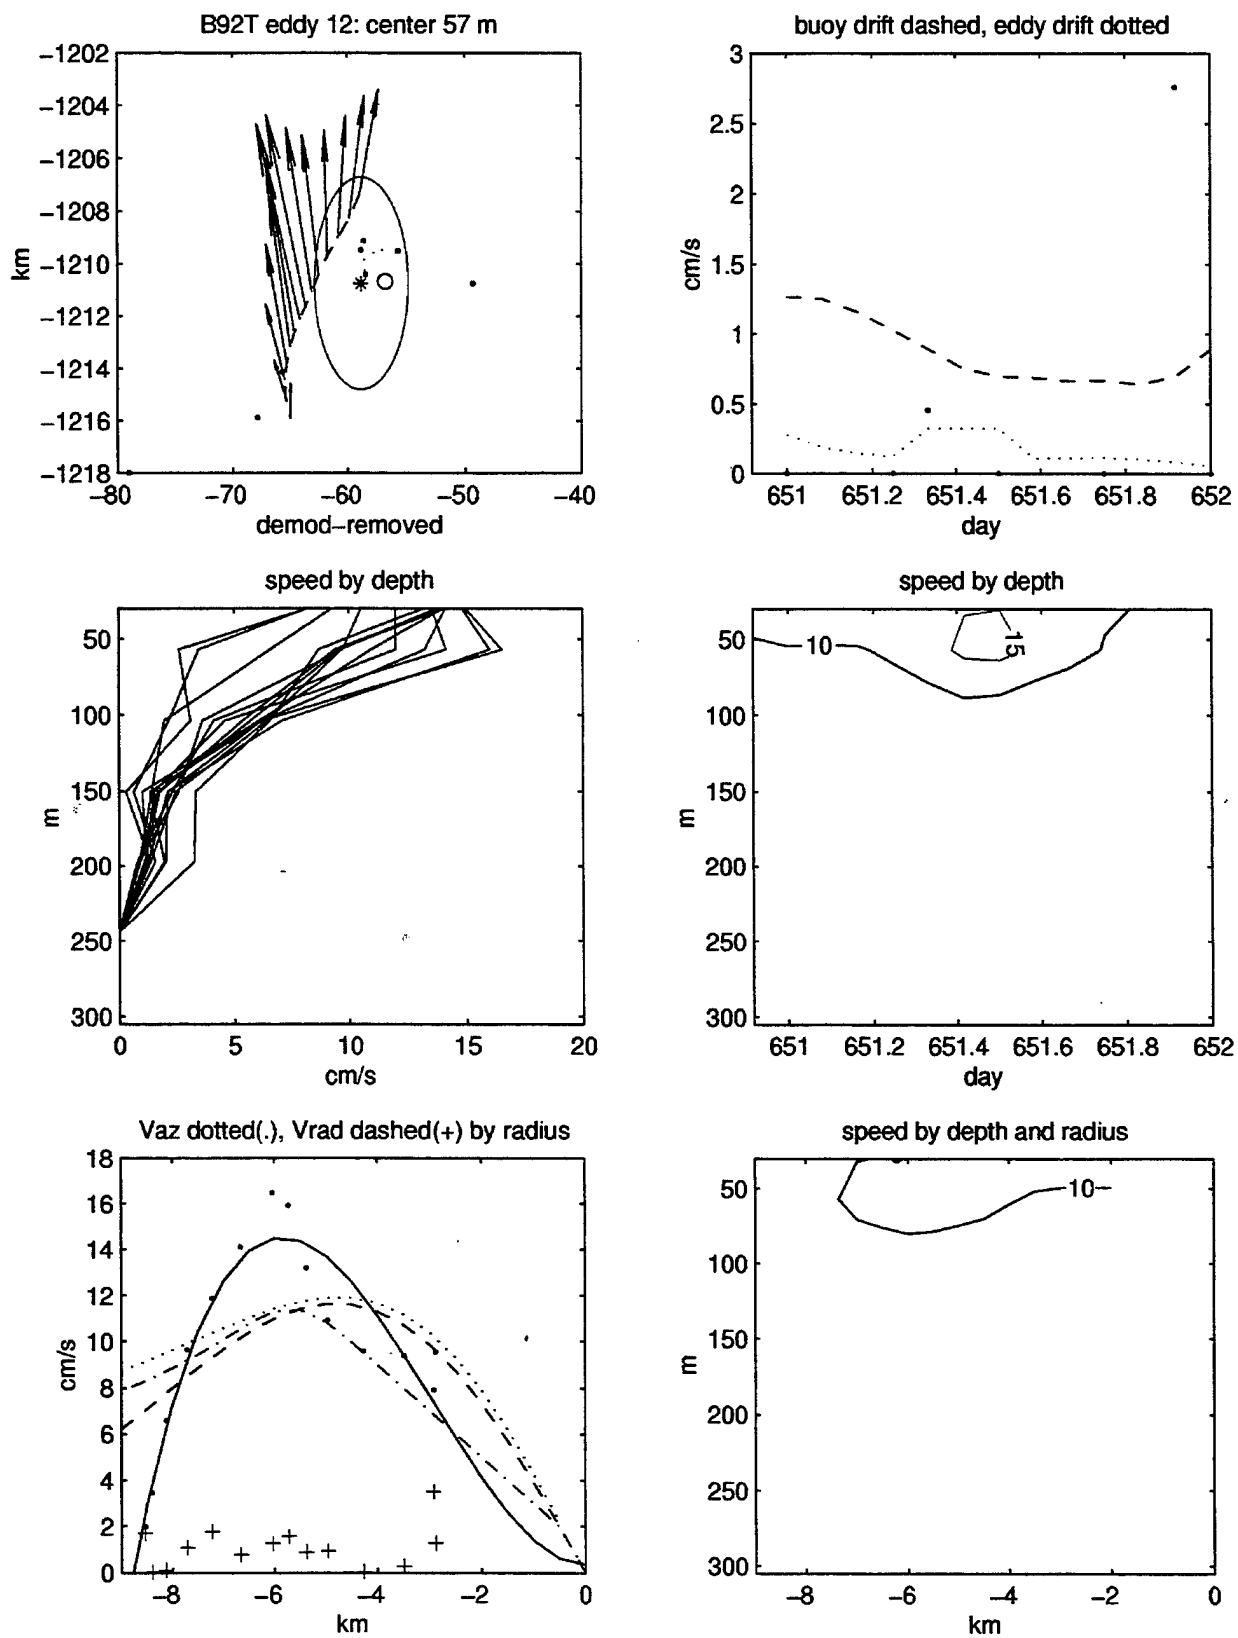 B92T eddy 12: center 57 m
−1202
−1204
−1206
−1208
−1210
−1212
−1214
−1216
−1218
km
−80 −70 −60 −50 −40
demod−removed
buoy drift dashed, eddy drift dotted
3
2.5
2
1.5
1
0.5
0
cm/s
651 651.2 651.4 651.6 651.8 652
day
speed by depth
50
100
150
200
250
300
m
0 5 10 15 20
cm/s
speed by depth
50
100
150
200
250
300
m
10
15
651 651.2 651.4 651.6 651.8 652
day
Vaz dotted(.), Vrad dashed(+) by radius
18
16
14
12
10
8
6
4
2
0
cm/s
−8 −6 −4 −2 0
km
speed by depth and radius
50
100
150
200
250
300
m
10
−8 −6 −4 −2 0
km